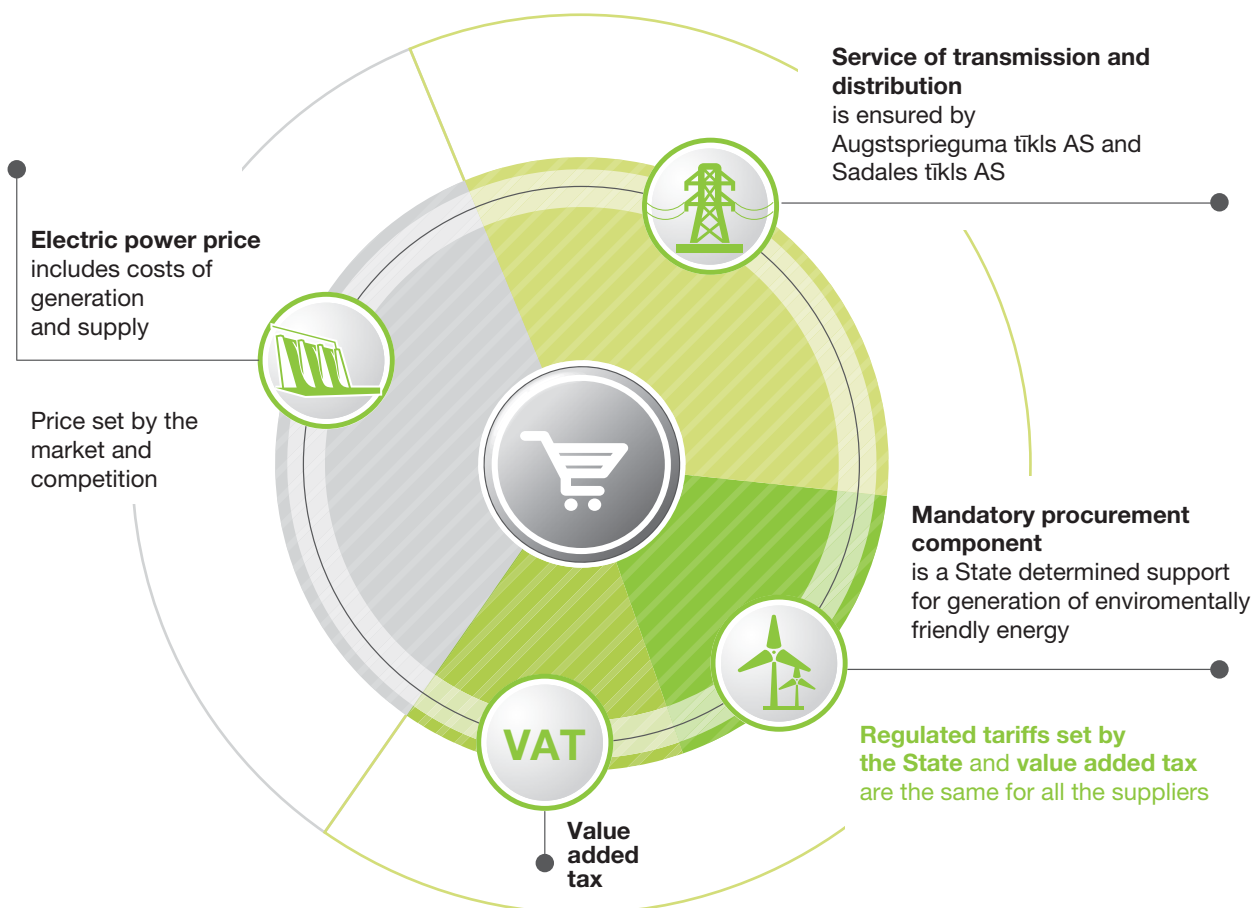 Service of transmission and
distribution
is ensured by
Augstsprieguma tīkls AS and
Sadales tīkls AS
Electric power price
includes costs of
generation
and supply
Price set by the
market and
competition
Mandatory procurement
component
is a State determined support
for generation of enviromentally
friendly energy
Regulated tariffs set by
the State and value added tax
are the same for all the suppliers
VAT
Value
added
tax